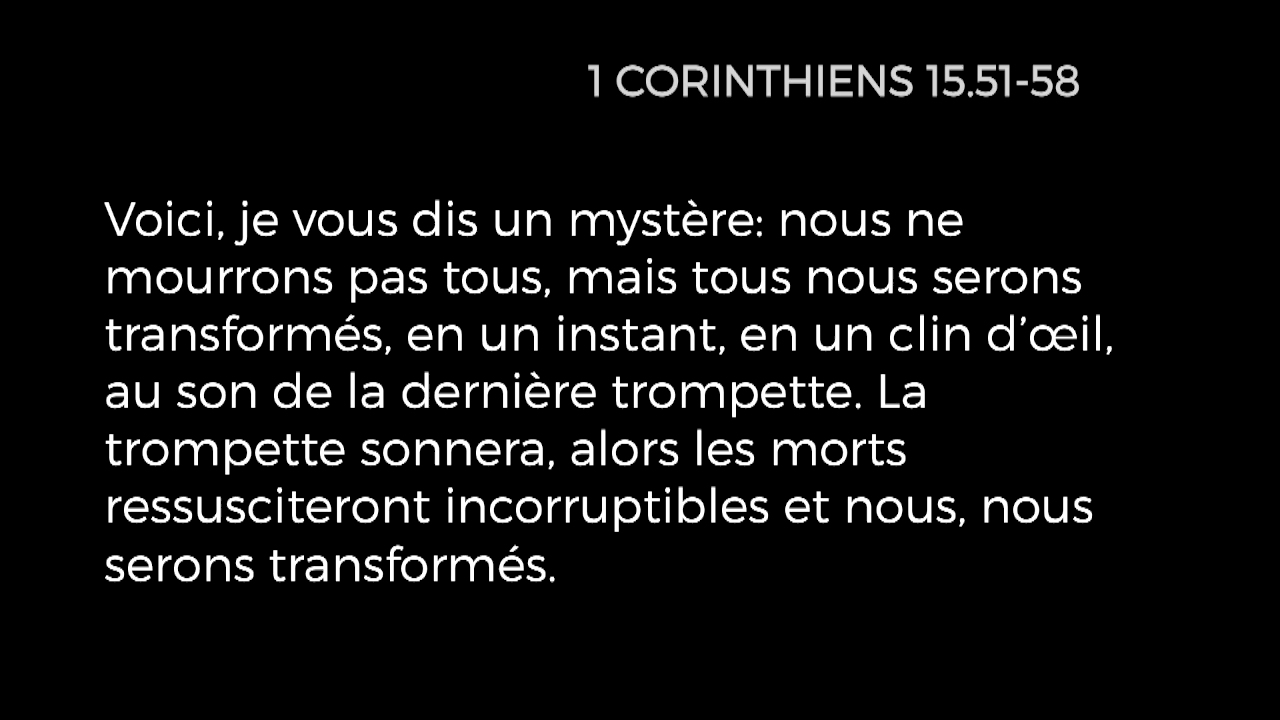 1 CORINTHIENS 15.51-58
Voici, je vous dis un mystère: nous ne
mourrons pas tous, mais tous nous serons
transformés, en un instant, en un clin d’œil,
au son de la dernière trompette. La
trompette sonnera, alors les morts
ressusciteront incorruptibles et nous, nous
serons transformés.